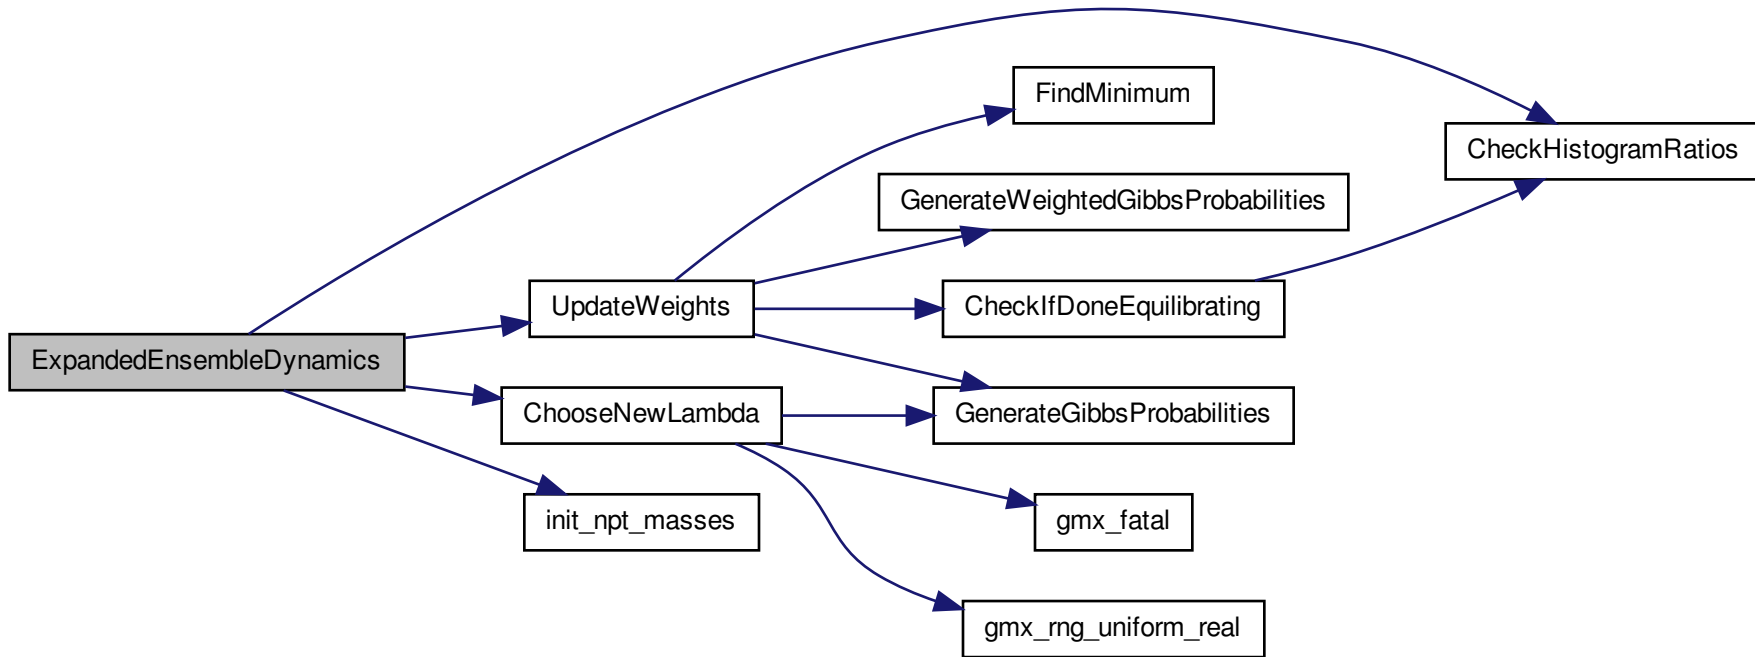 ExpandedEnsembleDynamics
UpdateWeights
ChooseNewLambda
init_npt_masses
FindMinimum
GenerateWeightedGibbsProbabilities
CheckIfDoneEquilibrating
GenerateGibbsProbabilities
gmx_fatal
gmx_rng_uniform_real
CheckHistogramRatios